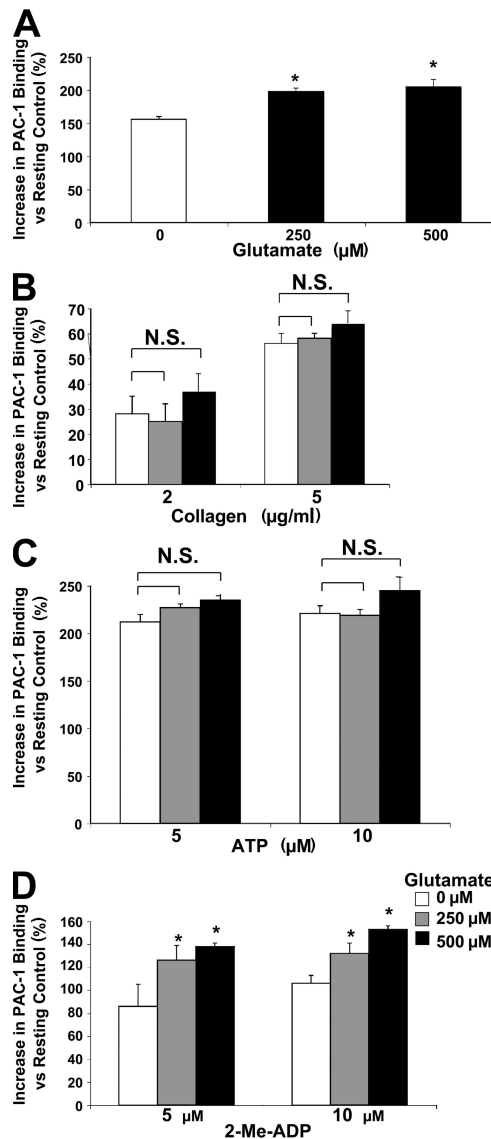 A
Increase in PAC-1 Binding
vs Resting Control (%)
250
200
150
100
50
0
*
*
0
250
500
Glutamate (µM)
B
Increase in PAC-1 Binding
vs Resting Control (%)
70
60
50
40
30
20
10
0
N.S.
N.S.
2
5
Collagen (µg/ml)
C
Increase in PAC-1 Binding
vs Resting Control (%)
250
200
150
100
50
0
N.S.
N.S.
5
10
ATP (µM)
D
Increase in PAC-1 Binding
vs Resting Control (%)
160
140
120
100
80
60
40
20
0
Glutamate
0 µM
250 µM
500 µM
*
*
*
*
5 µM
10 µM
2-Me-ADP